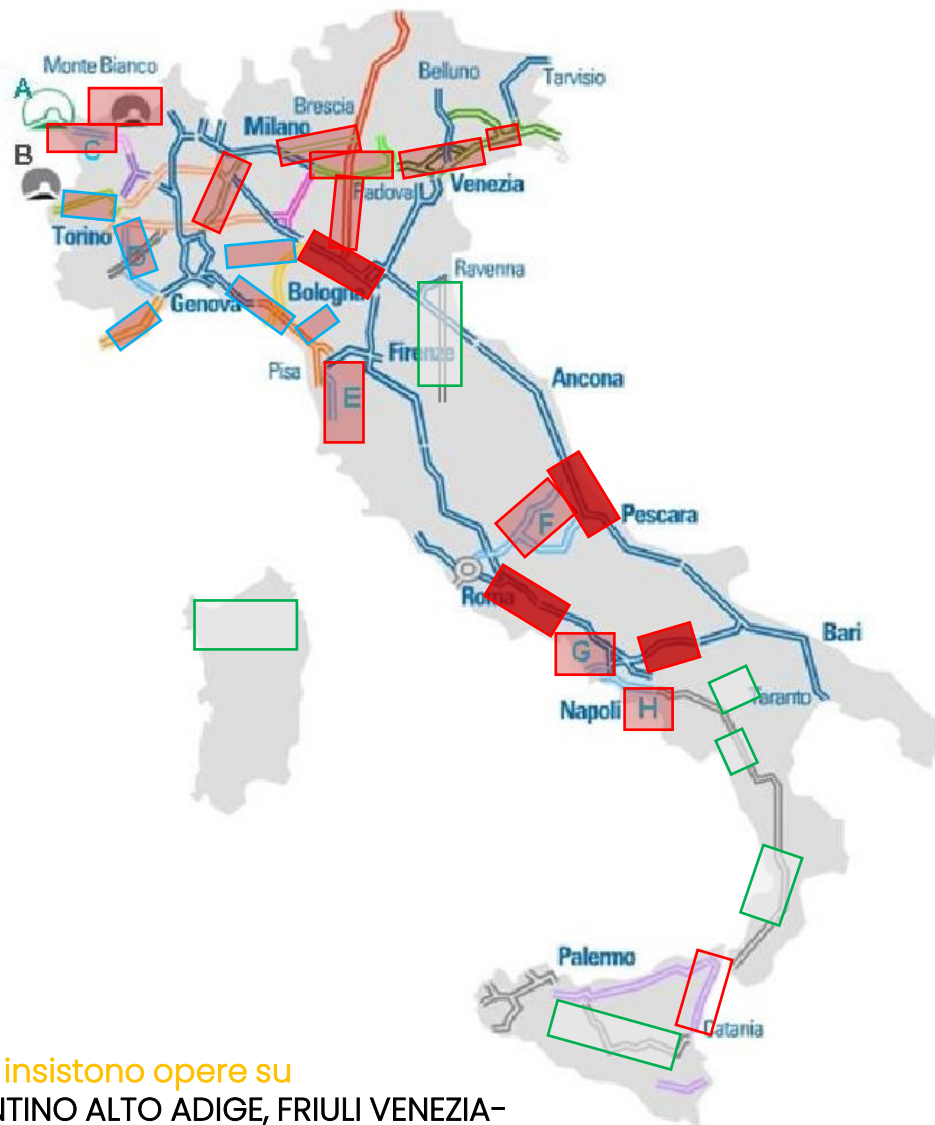 Monte Bianco
Belluno
Tarvisio
A
Brescia
Milano
C
B
Padova
Venezia
Torino
Ravenna
Genova
Bologna
Firenze
Pisa
Ancona
E
F
Pescara
Roma
G
Bari
Napoli
H
Taranto
Palermo
Catania
insistono opere su
NTINO ALTO ADIGE, FRIULI VENEZIA-